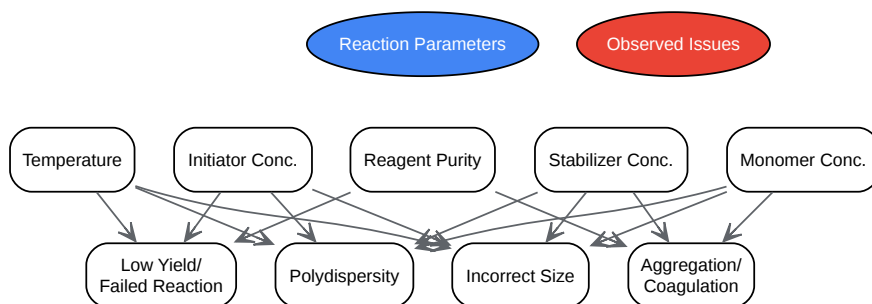 Reaction Parameters
Observed Issues
Temperature
Initiator Conc.
Reagent Purity
Stabilizer Conc.
Monomer Conc.
Low Yield/
Failed Reaction
Polydispersity
Incorrect Size
Aggregation/
Coagulation